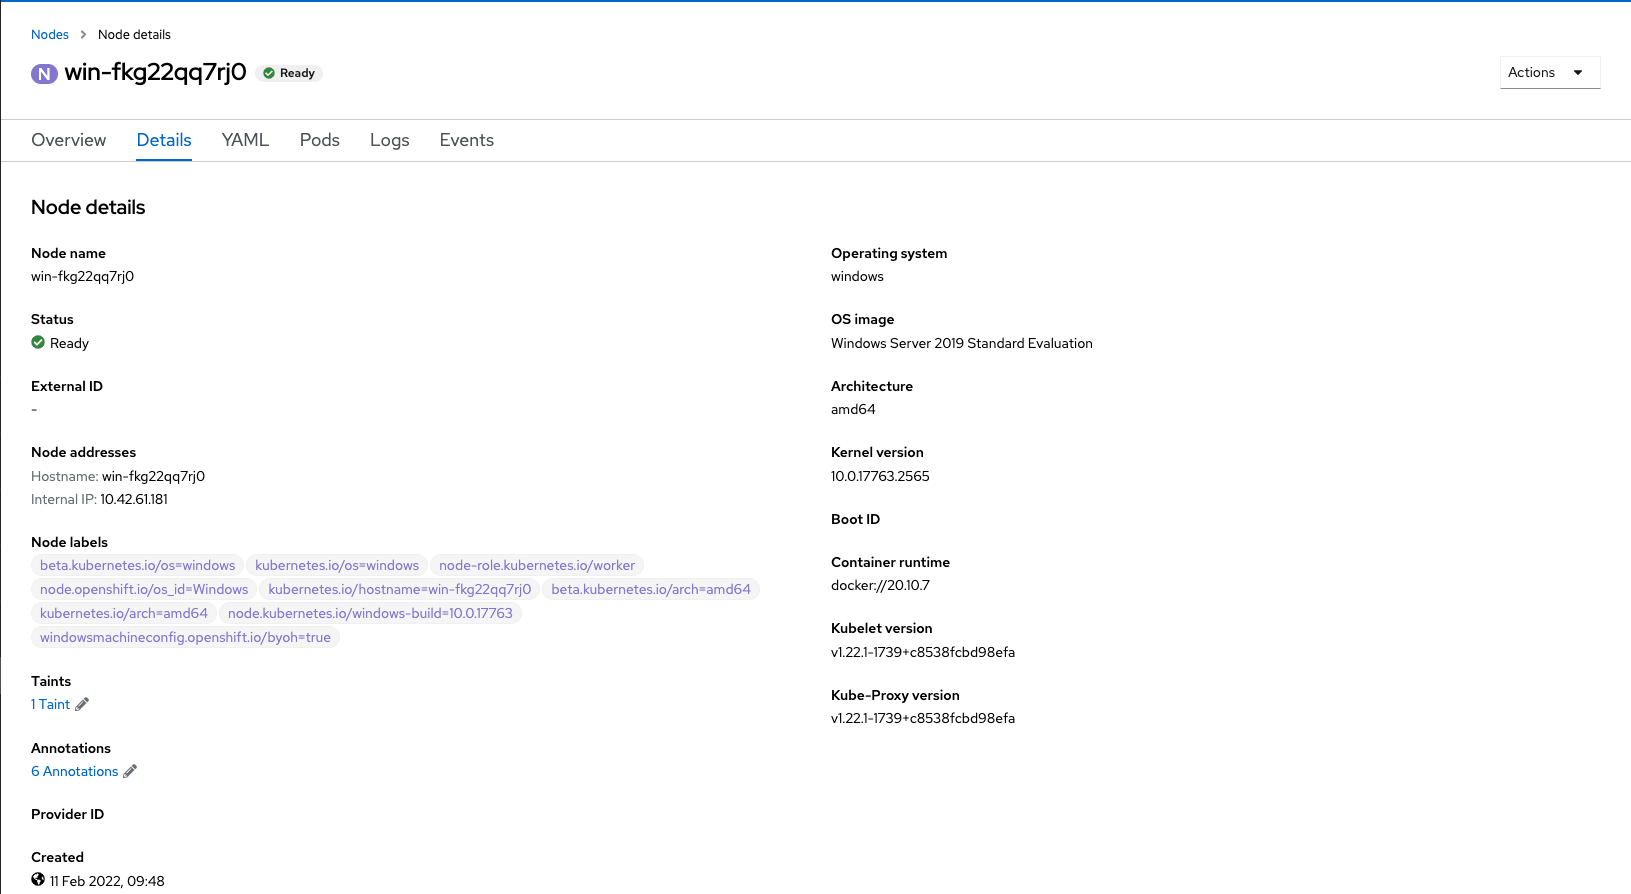 Nodes > Node details
N win-fkg22qq7rj0 Ready
Actions
Overview Details YAML Pods Logs Events
Node details
Node name
win-fkg22qq7rj0
Status
Ready
External ID
-
Node addresses
Hostname: win-fkg22qq7rj0
Internal IP: 10.42.61.181
Node labels
beta.kubernetes.io/os=windows kubernetes.io/os=windows node-role.kubernetes.io/worker
node.openshift.io/os_id=Windows kubernetes.io/hostname=win-fkg22qq7rj0 beta.kubernetes.io/arch=amd64
kubernetes.io/arch=amd64 node.kubernetes.io/windows-build=10.0.17763
windowsmachineconfig.openshift.io/byoh=true
Taints
1 Taint
Annotations
6 Annotations
Provider ID
Created
11 Feb 2022, 09:48
Operating system
windows
OS image
Windows Server 2019 Standard Evaluation
Architecture
amd64
Kernel version
10.0.17763.2565
Boot ID
Container runtime
docker://20.10.7
Kubelet version
v1.22.1-1739+c8538fcbd98efa
Kube-Proxy version
v1.22.1-1739+c8538fcbd98efa